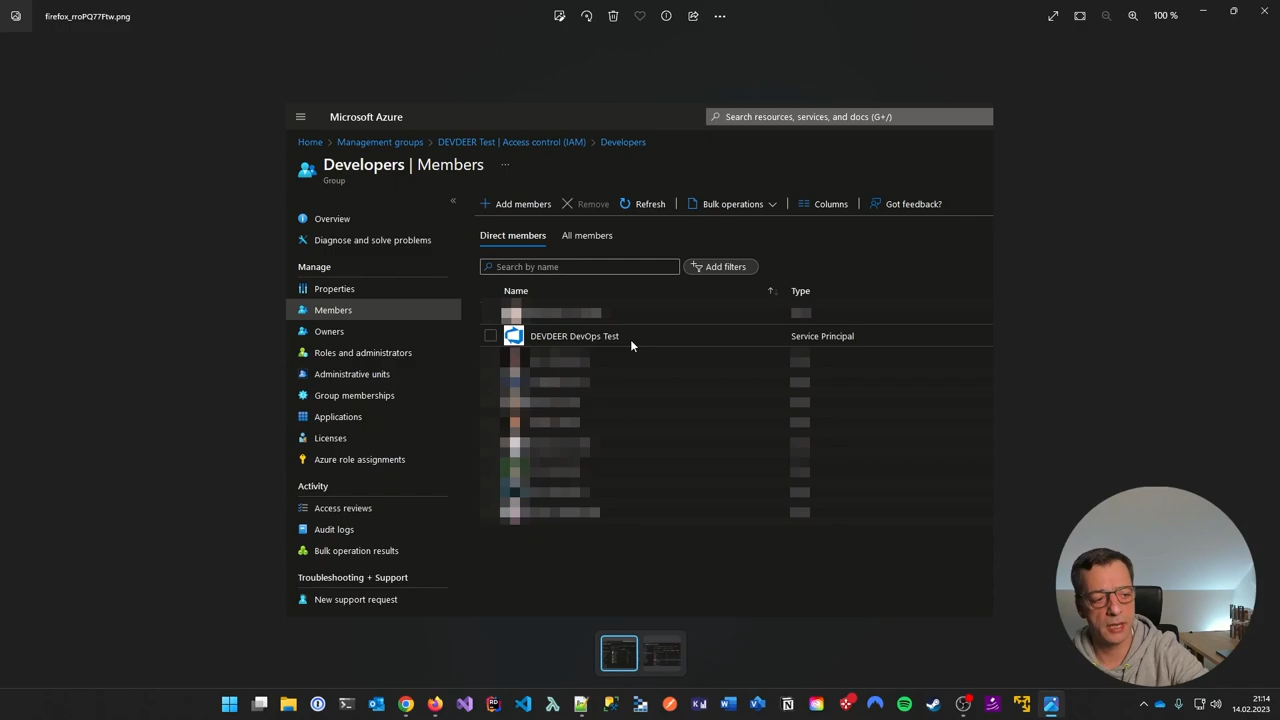 firefox_rroPQ77Ftw.png
100 %
Microsoft Azure
Search resources, services, and docs (G+/)
Home > Management groups > DEVDEER Test | Access control (IAM) > Developers
Developers | Members
Group
Overview
Diagnose and solve problems
Manage
Properties
Members
Owners
Roles and administrators
Administrative units
Group memberships
Applications
Licenses
Azure role assignments
Activity
Access reviews
Audit logs
Bulk operation results
Troubleshooting + Support
New support request
Add members
Remove
Refresh
Bulk operations
Columns
Got feedback?
Direct members
All members
Search by name
Add filters
Name
Type
DEVDEER DevOps Test
Service Principal
21:14
14.02.2023